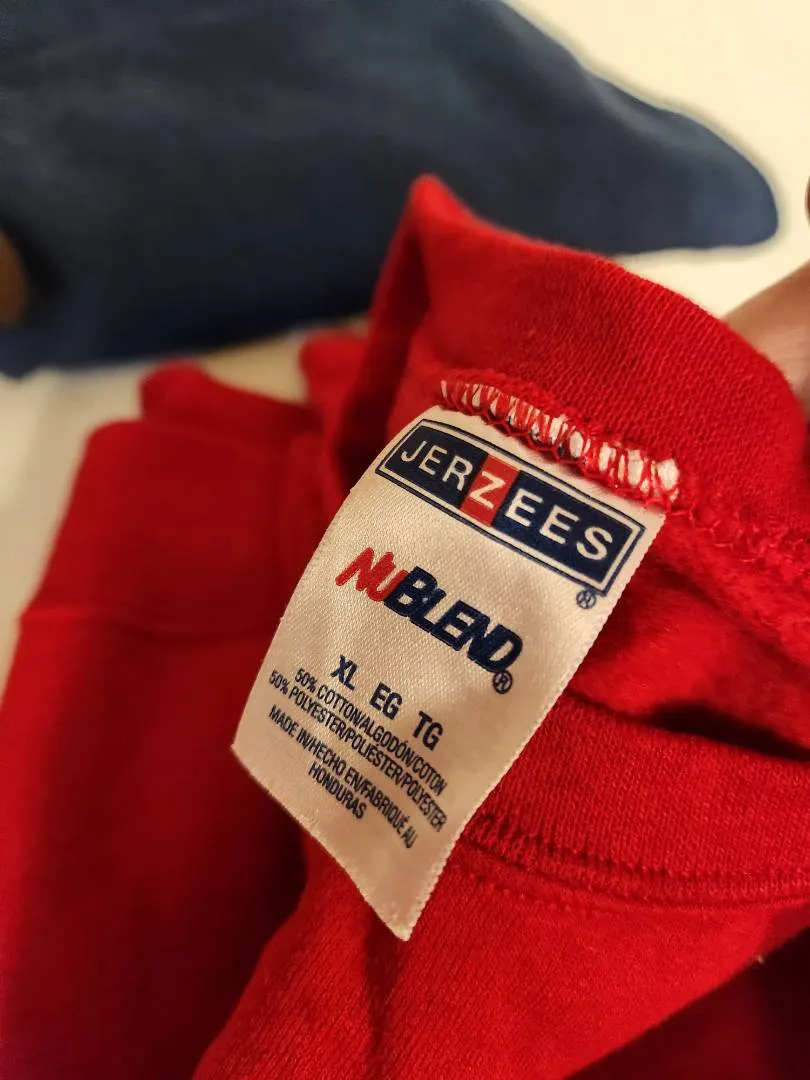 JERZEES
®
NUBLEND®
XL EG TG
50% COTTON/ALGODÓN/COTON
50% POLYESTER/POLIÉSTER/POLYESTER
MADE IN/HECHO EN/FABRIQUÉ AU
HONDURAS